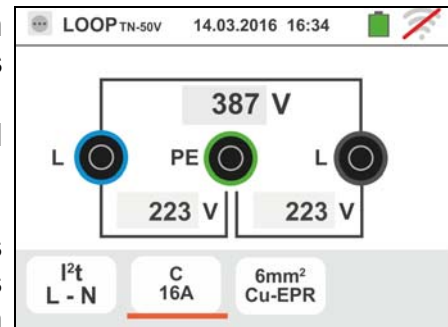 LOOP TN-50V 14.03.2016 16:34
387 V
L PE L
223 V 223 V
I²t C 6mm²
L - N 16A Cu-EPR